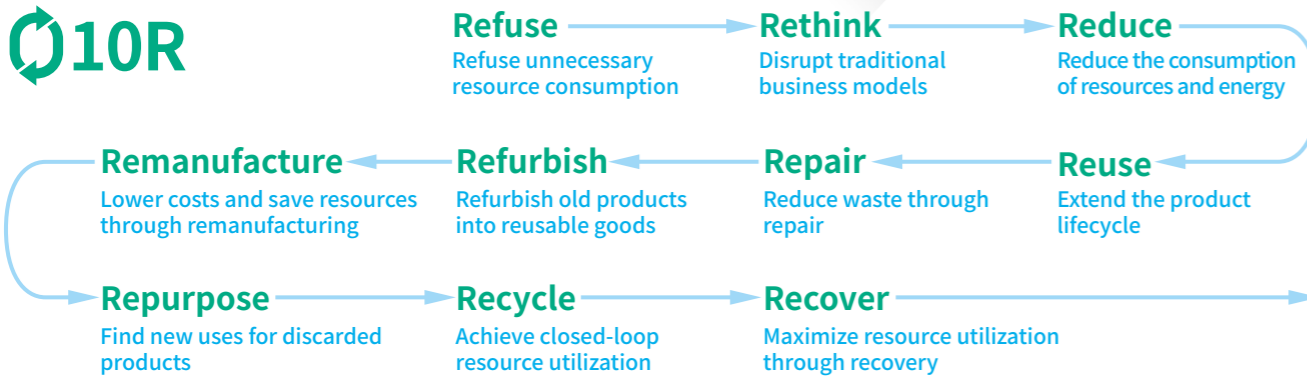 10R
Refuse
Refuse unnecessary
resource consumption
Rethink
Disrupt traditional
business models
Reduce
Reduce the consumption
of resources and energy
Reuse
Extend the product
lifecycle
Repair
Reduce waste through
repair
Refurbish
Refurbish old products
into reusable goods
Remanufacture
Lower costs and save resources
through remanufacturing
Repurpose
Find new uses for discarded
products
Recycle
Achieve closed-loop
resource utilization
Recover
Maximize resource utilization
through recovery